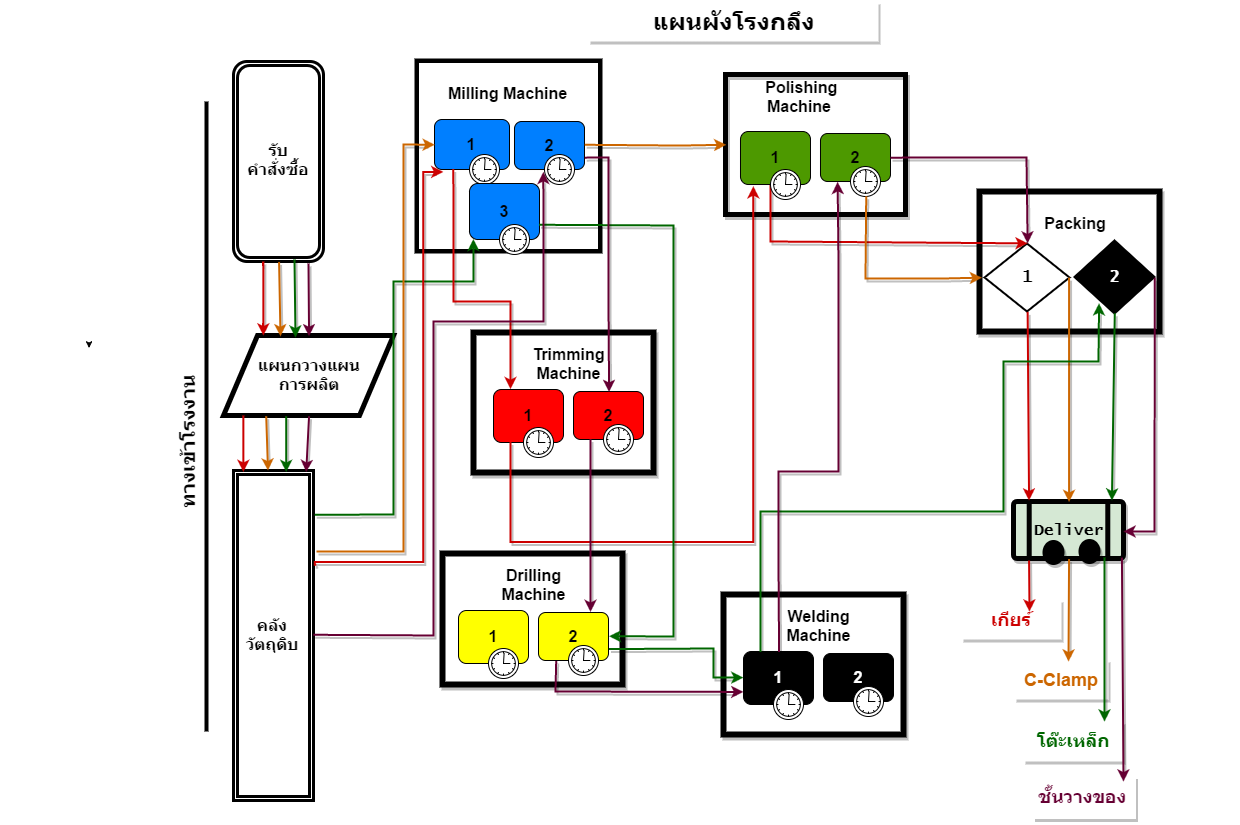 แผนผังโรงกลึง
รับ
คำสั่งซื้อ
แผนกวางแผน
การผลิต
ทางเข้าโรงงาน
คลัง
วัตถุดิบ
Milling Machine
1
2
3
Trimming
Machine
1
2
Drilling
Machine
1
2
Polishing
Machine
1
2
Welding
Machine
1
2
Packing
1
2
Deliver
เกียร์
C-Clamp
โต๊ะเหล็ก
ชั้นวางของ